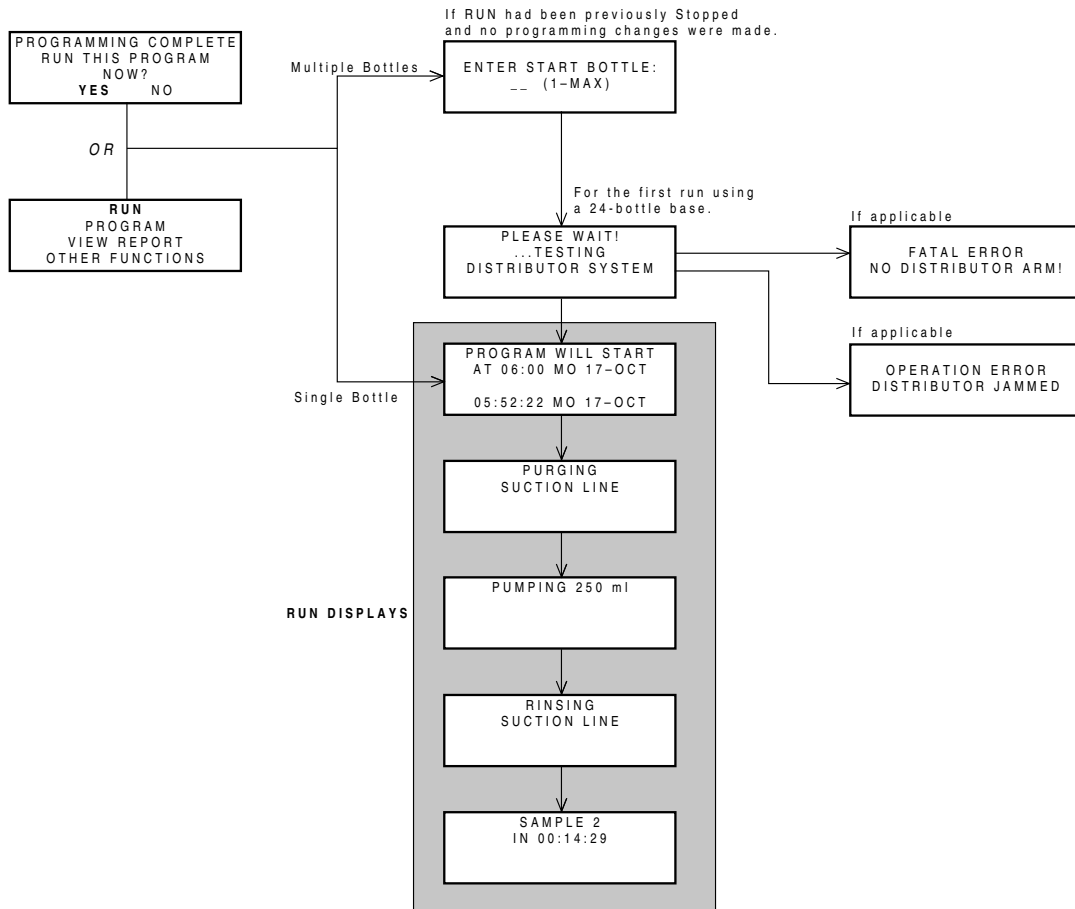 If RUN had been previously Stopped
and no programming changes were made.
PROGRAMMING COMPLETE
RUN THIS PROGRAM
NOW?
YES NO
Multiple Bottles
ENTER START BOTTLE:
__ (1–MAX)
OR
For the first run using
a 24-bottle base.
RUN
PROGRAM
VIEW REPORT
OTHER FUNCTIONS
PLEASE WAIT!
...TESTING
DISTRIBUTOR SYSTEM
If applicable
FATAL ERROR
NO DISTRIBUTOR ARM!
If applicable
OPERATION ERROR
DISTRIBUTOR JAMMED
Single Bottle
PROGRAM WILL START
AT 06:00 MO 17–OCT
05:52:22 MO 17–OCT
PURGING
SUCTION LINE
RUN DISPLAYS
PUMPING 250 ml
RINSING
SUCTION LINE
SAMPLE 2
IN 00:14:29